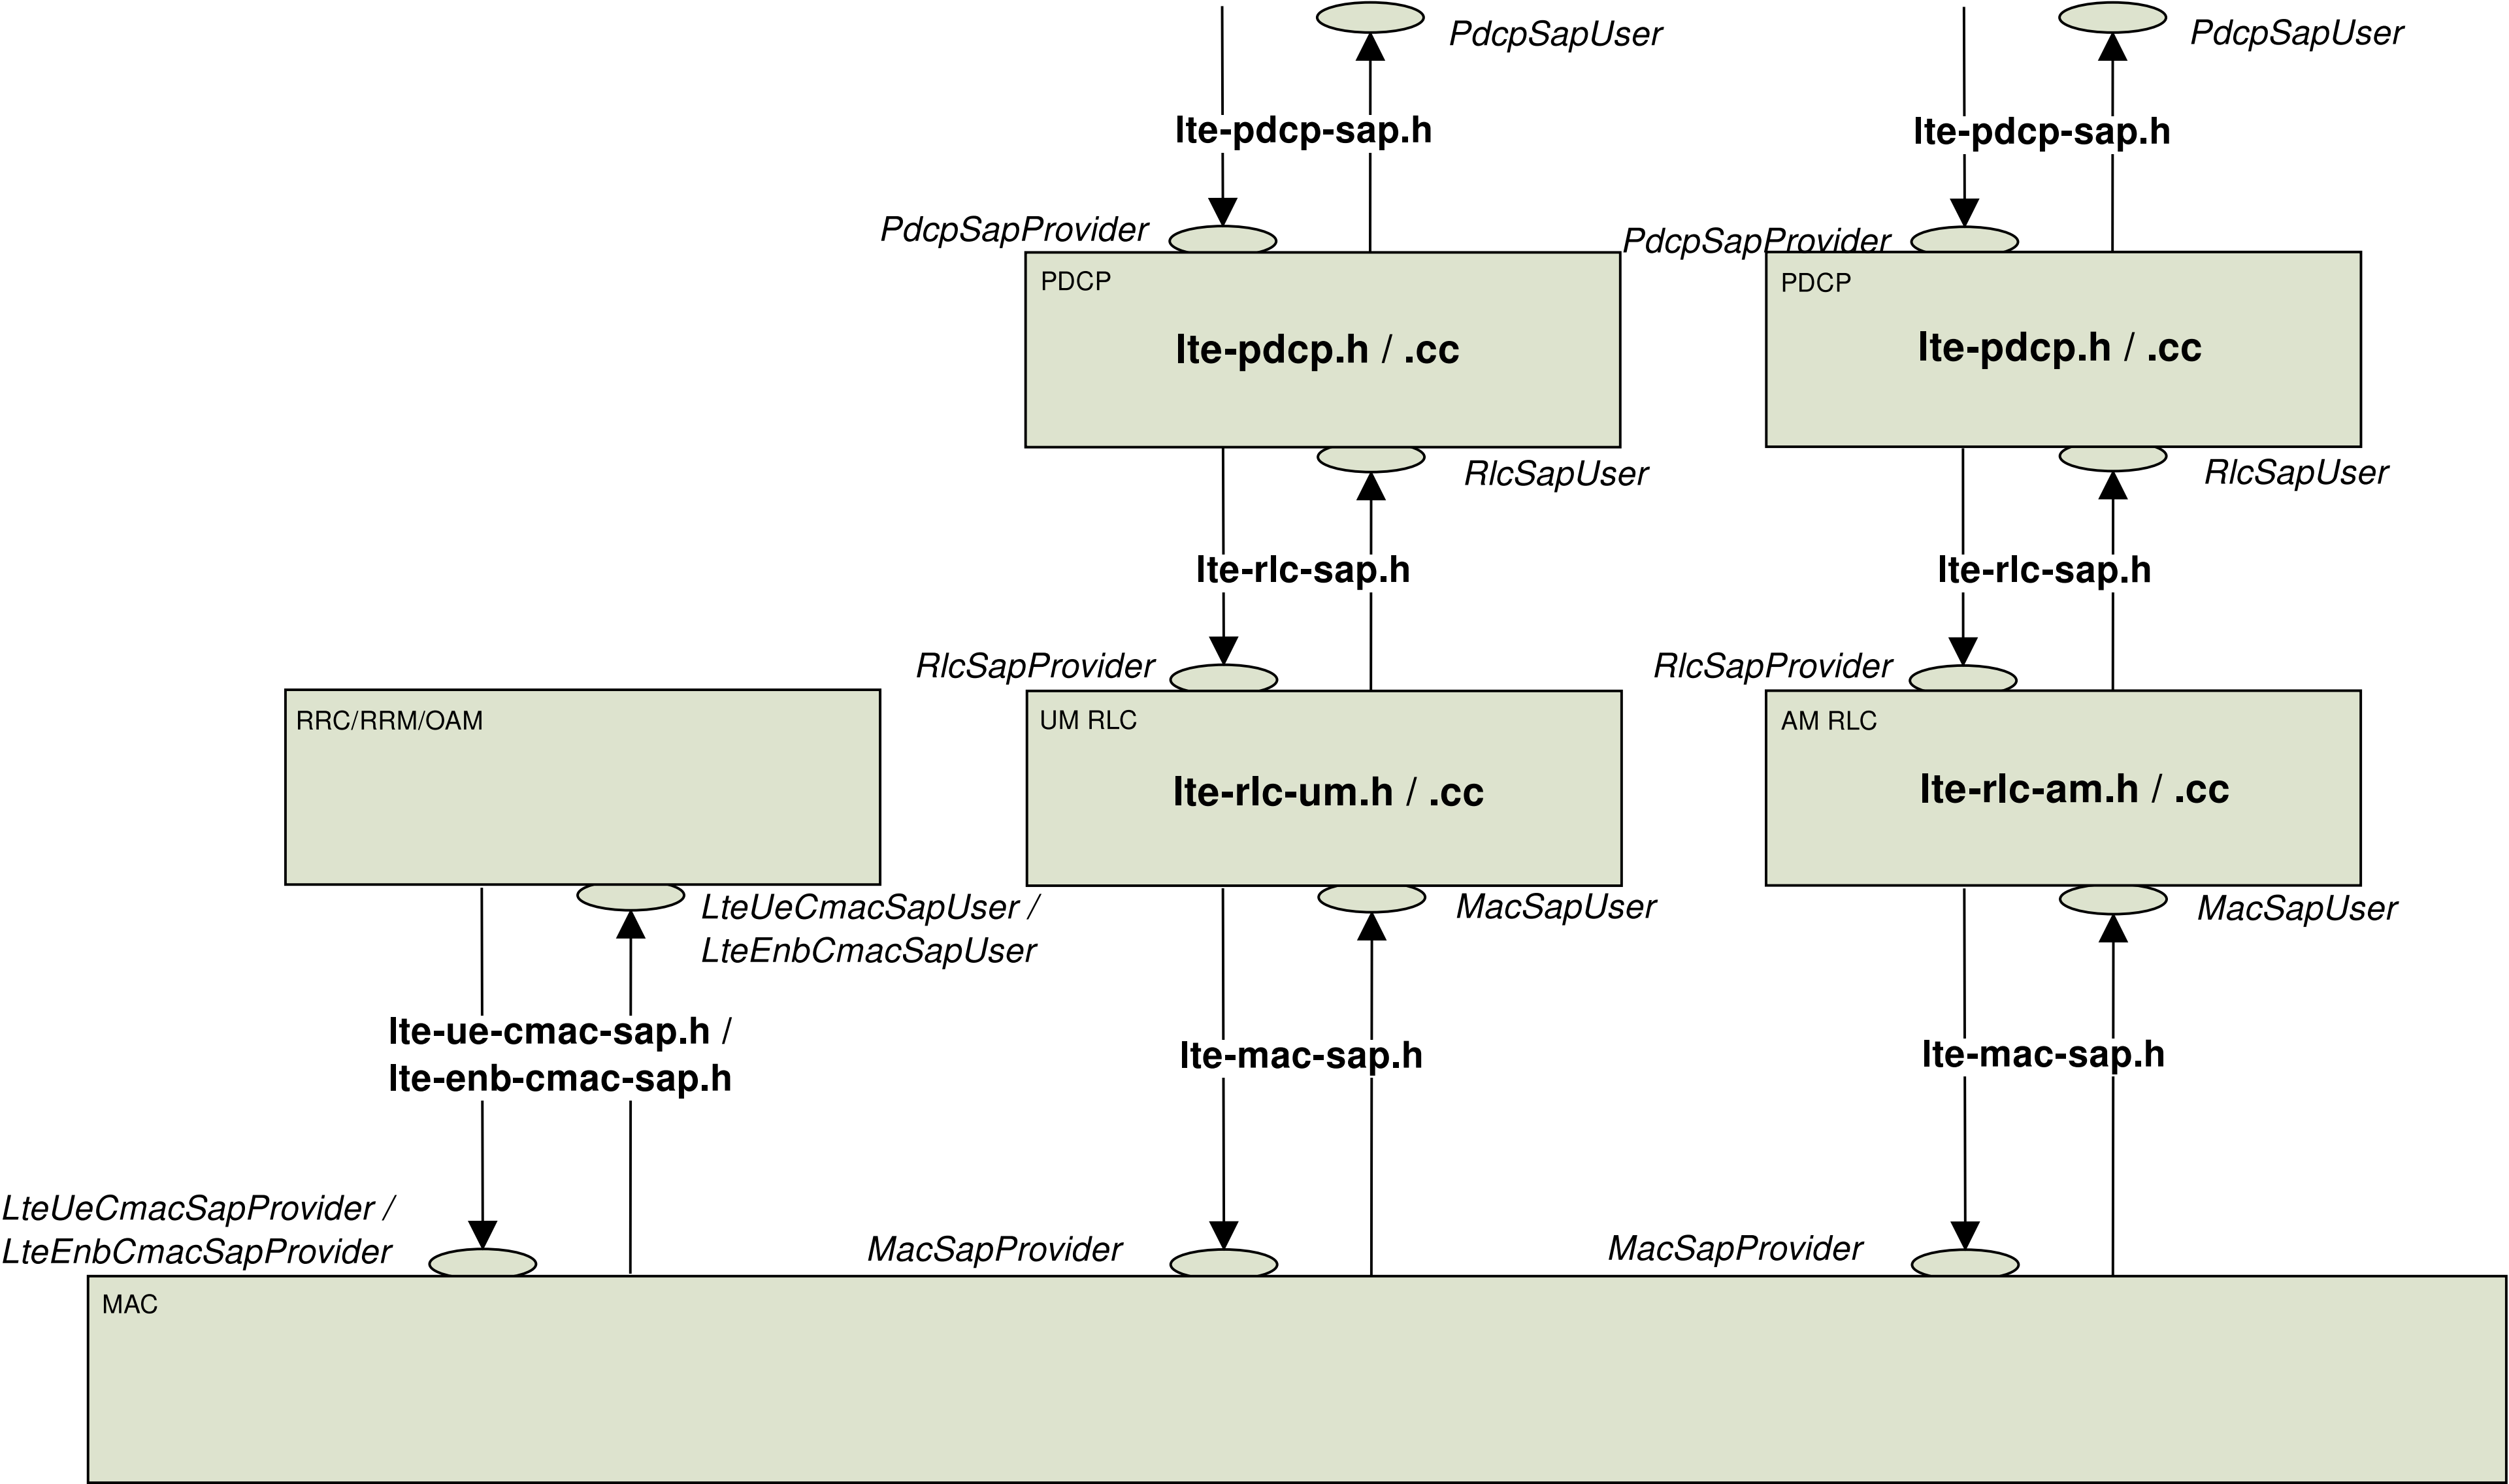 PdcpSapUser
PdcpSapUser
lte-pdcp-sap.h
lte-pdcp-sap.h
PdcpSapProvider
PdcpSapProvider
PDCP
lte-pdcp.h / .cc
PDCP
lte-pdcp.h / .cc
RlcSapUser
RlcSapUser
lte-rlc-sap.h
lte-rlc-sap.h
RlcSapProvider
RlcSapProvider
RRC/RRM/OAM
UM RLC
lte-rlc-um.h / .cc
AM RLC
lte-rlc-am.h / .cc
LteUeCmacSapUser /
LteEnbCmacSapUser
MacSapUser
MacSapUser
lte-ue-cmac-sap.h /
lte-enb-cmac-sap.h
lte-mac-sap.h
lte-mac-sap.h
LteUeCmacSapProvider /
LteEnbCmacSapProvider
MacSapProvider
MacSapProvider
MAC